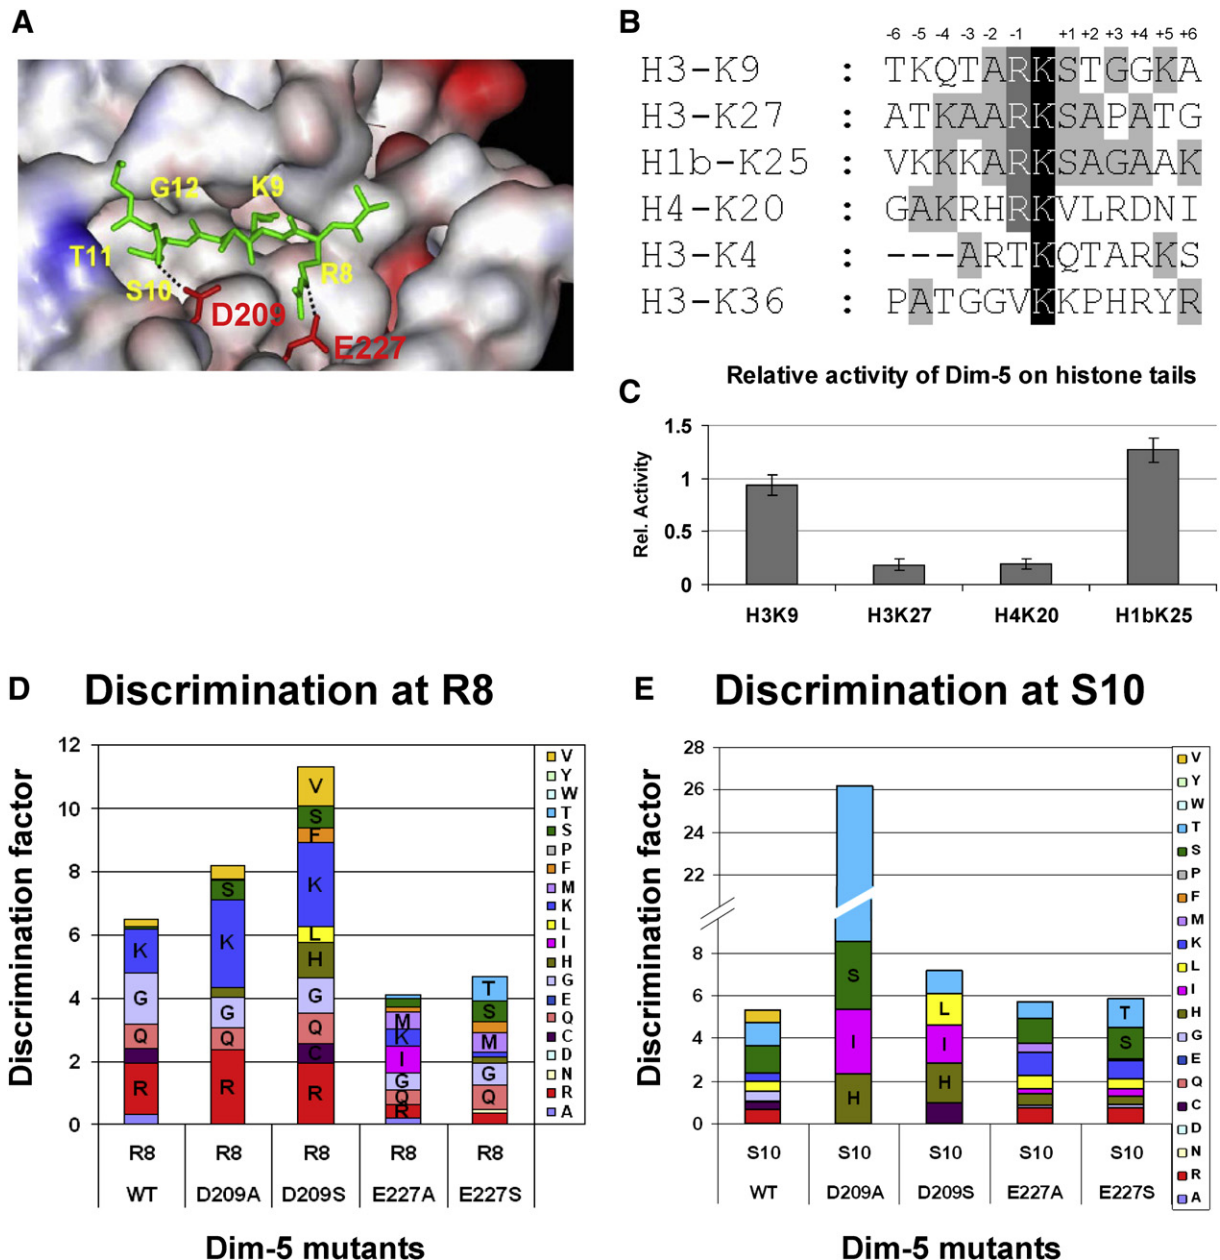 A
G12
K9
T11
S10
R8
D209
E227
B
-6 -5 -4 -3 -2 -1 +1 +2 +3 +4 +5 +6
H3-K9 : TKQTARKSTGGKA
H3-K27 : ATKAARKSAPATG
H1b-K25 : VKKKARKSAGAAK
H4-K20 : GAKRHRKVLRDNI
H3-K4 : ---ARTKQTARKS
H3-K36 : PATGGVKKPHRYR
C
Relative activity of Dim-5 on histone tails
Rel. Activity
1.5
1
0.5
0
H3K9 H3K27 H4K20 H1bK25
D Discrimination at R8
Discrimination factor
12
10
8
6
4
2
0
K
G
Q
R
S
K
G
Q
R
V
S
F
K
L
H
G
Q
C
R
M
K
I
G
Q
R
T
S
M
G
Q
V
Y
W
T
S
P
F
M
K
L
I
H
G
E
Q
C
D
N
R
A
R8 R8 R8 R8 R8
WT D209A D209S E227A E227S
Dim-5 mutants
E Discrimination at S10
Discrimination factor
28
26
24
22
8
6
4
2
0
S
I
H
L
I
H
T
S
V
Y
W
T
S
P
F
M
K
L
I
H
G
E
Q
C
D
N
R
A
S10 S10 S10 S10 S10
WT D209A D209S E227A E227S
Dim-5 mutants